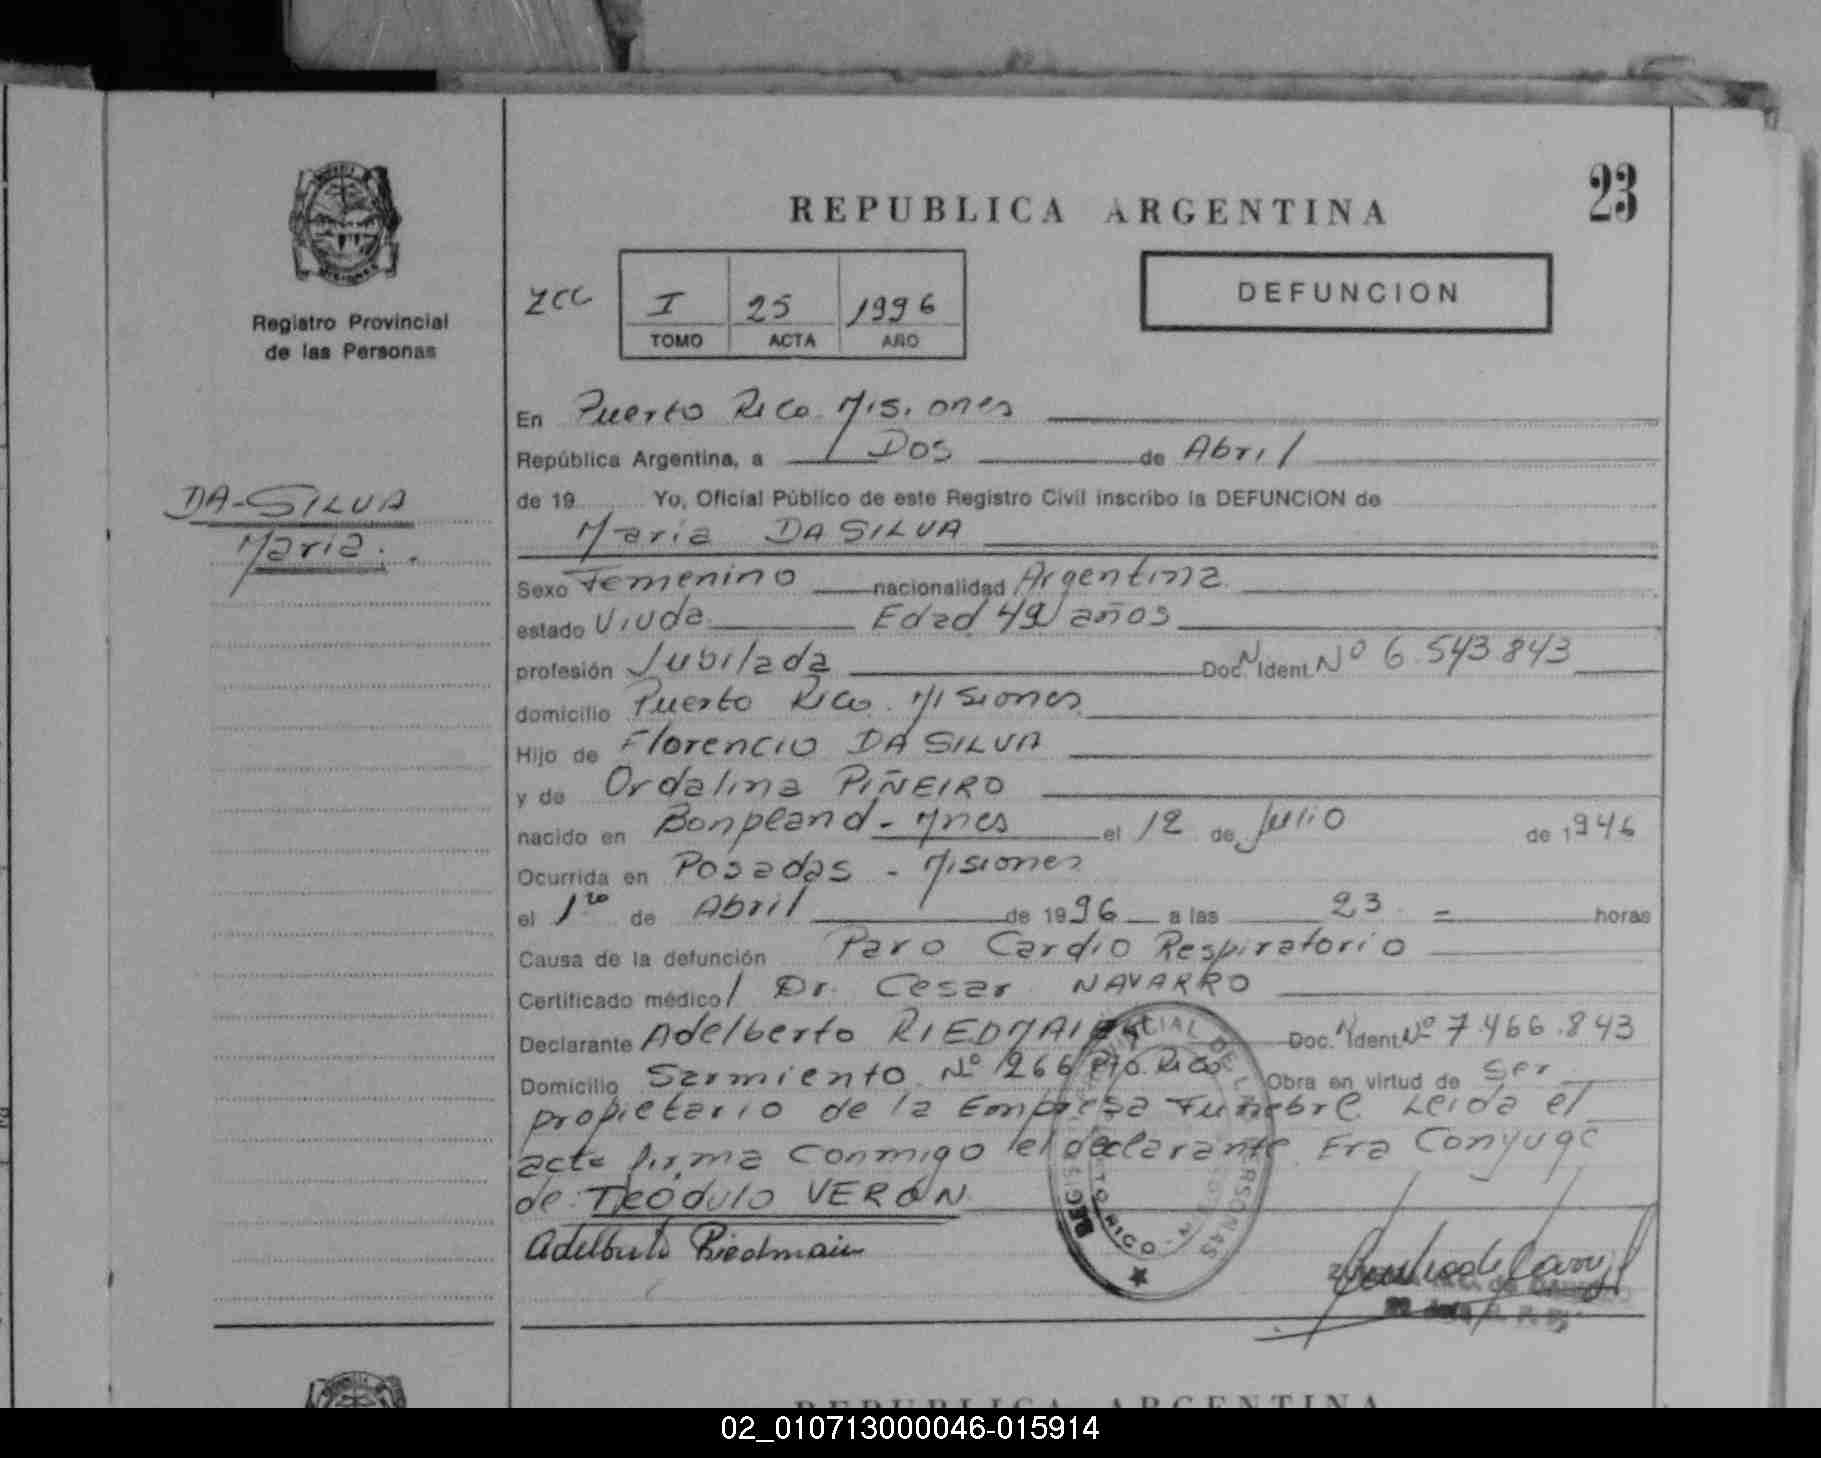 23
REPUBLICA ARGENTINA
DEFUNCION
Registro Provincial
de las Personas
I 25 1996
TOMO ACTA AÑO
DA-SILVA
Maria.
En Puerto Rico Misiones
República Argentina, a Dos de Abril
de 19 Yo, Oficial Público de este Registro Civil inscribo la DEFUNCION de
Maria DA SILVA
Sexo Femenino nacionalidad Argentina
estado Viuda Edad 49 años
profesión Jubilada Doc. N. Ident. Nº 6.543.843
domicilio Puerto Rico. Misiones
Hijo de Florencio DA SILVA
y de Ordalina PIÑEIRO
nacido en Bonpland - Mnes el 12 de Julio de 1946
Ocurrida en Posadas - Misiones
el 1ro de Abril de 1996 a las 23 = horas
Causa de la defunción Paro Cardio Respiratorio
Certificado médico/ Dr. Cesar NAVARRO
Declarante Adelberto RIEDMAIER Doc. N. Ident. Nº 7.466.843
Domicilio Sarmiento Nº 1266 Pto. Rico Obra en virtud de Ser
propietario de la Empresa Funebre. Leida el
acta firma Conmigo el declarante. Era Conyuge
de: TEÓDULO VERÓN
Adelberto Riedmaier
REPUBLICA ARGENTINA
02_010713000046-015914